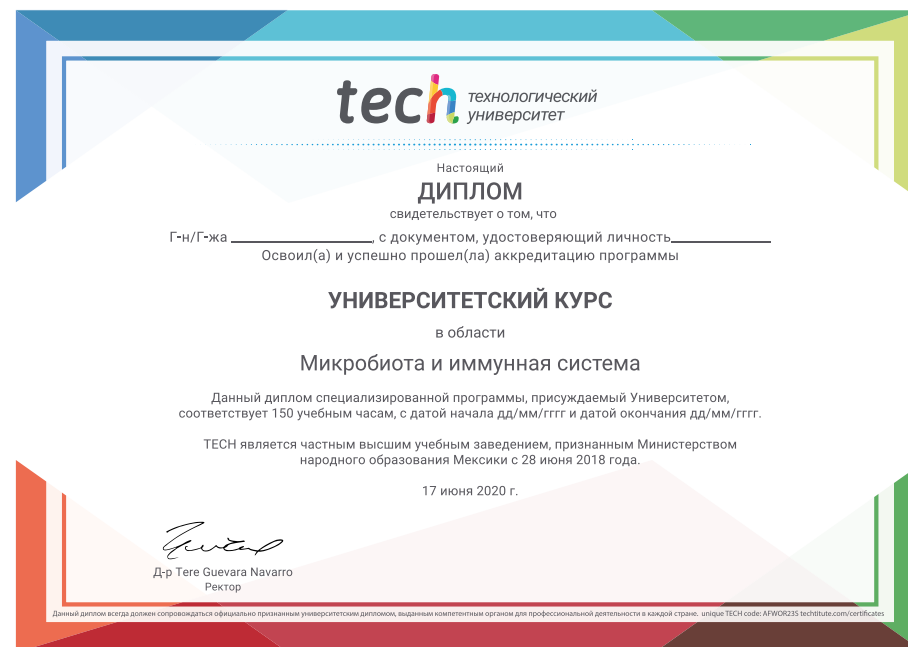 tech технологический
университет
Настоящий
ДИПЛОМ
свидетельствует о том, что
Г-н/Г-жа ____________________, с документом, удостоверяющий личность______________
Освоил(а) и успешно прошел(ла) аккредитацию программы
УНИВЕРСИТЕТСКИЙ КУРС
в области
Микробиота и иммунная система
Данный диплом специализированной программы, присуждаемый Университетом,
соответствует 150 учебным часам, с датой начала дд/мм/гггг и датой окончания дд/мм/гггг.
TECH является частным высшим учебным заведением, признанным Министерством
народного образования Мексики с 28 июня 2018 года.
17 июня 2020 г.
Д-р Tere Guevara Navarro
Ректор
Данный диплом всегда должен сопровождаться официально признанным университетским дипломом, выданным компетентным органом для профессиональной деятельности в каждой стране. unique TECH code: AFWOR23S techtitute.com/certificates